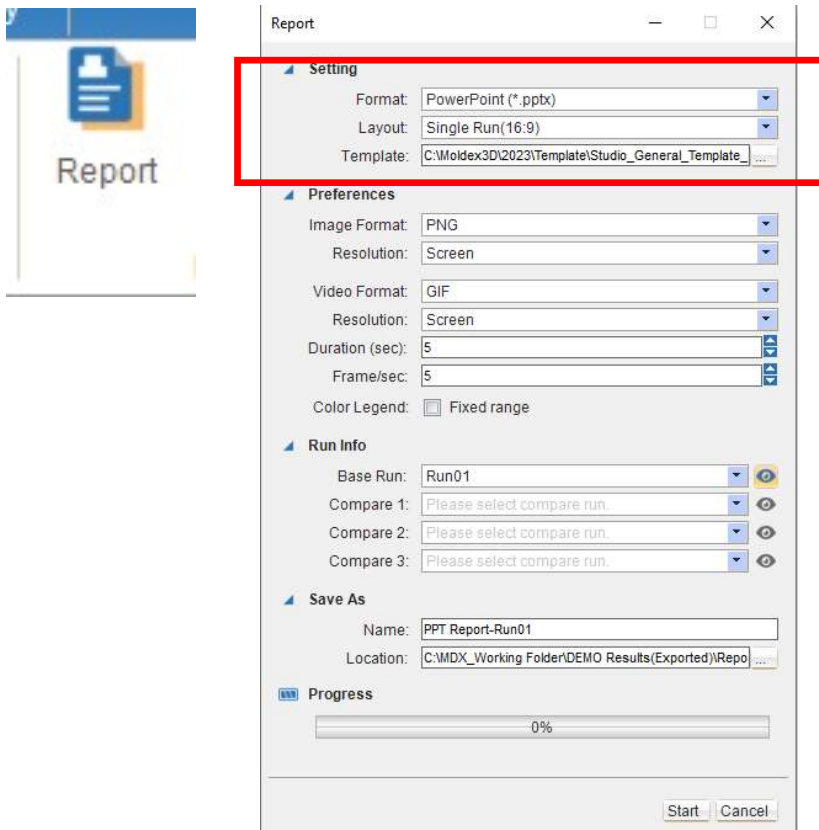 Report
Report
Setting
Format: PowerPoint (*.pptx)
Layout: Single Run(16:9)
Template: C:\Moldex3D\2023\Template\Studio_General_Template_ ...
Preferences
Image Format: PNG
Resolution: Screen
Video Format: GIF
Resolution: Screen
Duration (sec): 5
Frame/sec: 5
Color Legend: Fixed range
Run Info
Base Run: Run01
Compare 1: Please select compare run.
Compare 2: Please select compare run.
Compare 3: Please select compare run.
Save As
Name: PPT Report-Run01
Location: C:\MDX_Working Folder\DEMO Results(Exported)\Repo ...
Progress
0%
Start Cancel